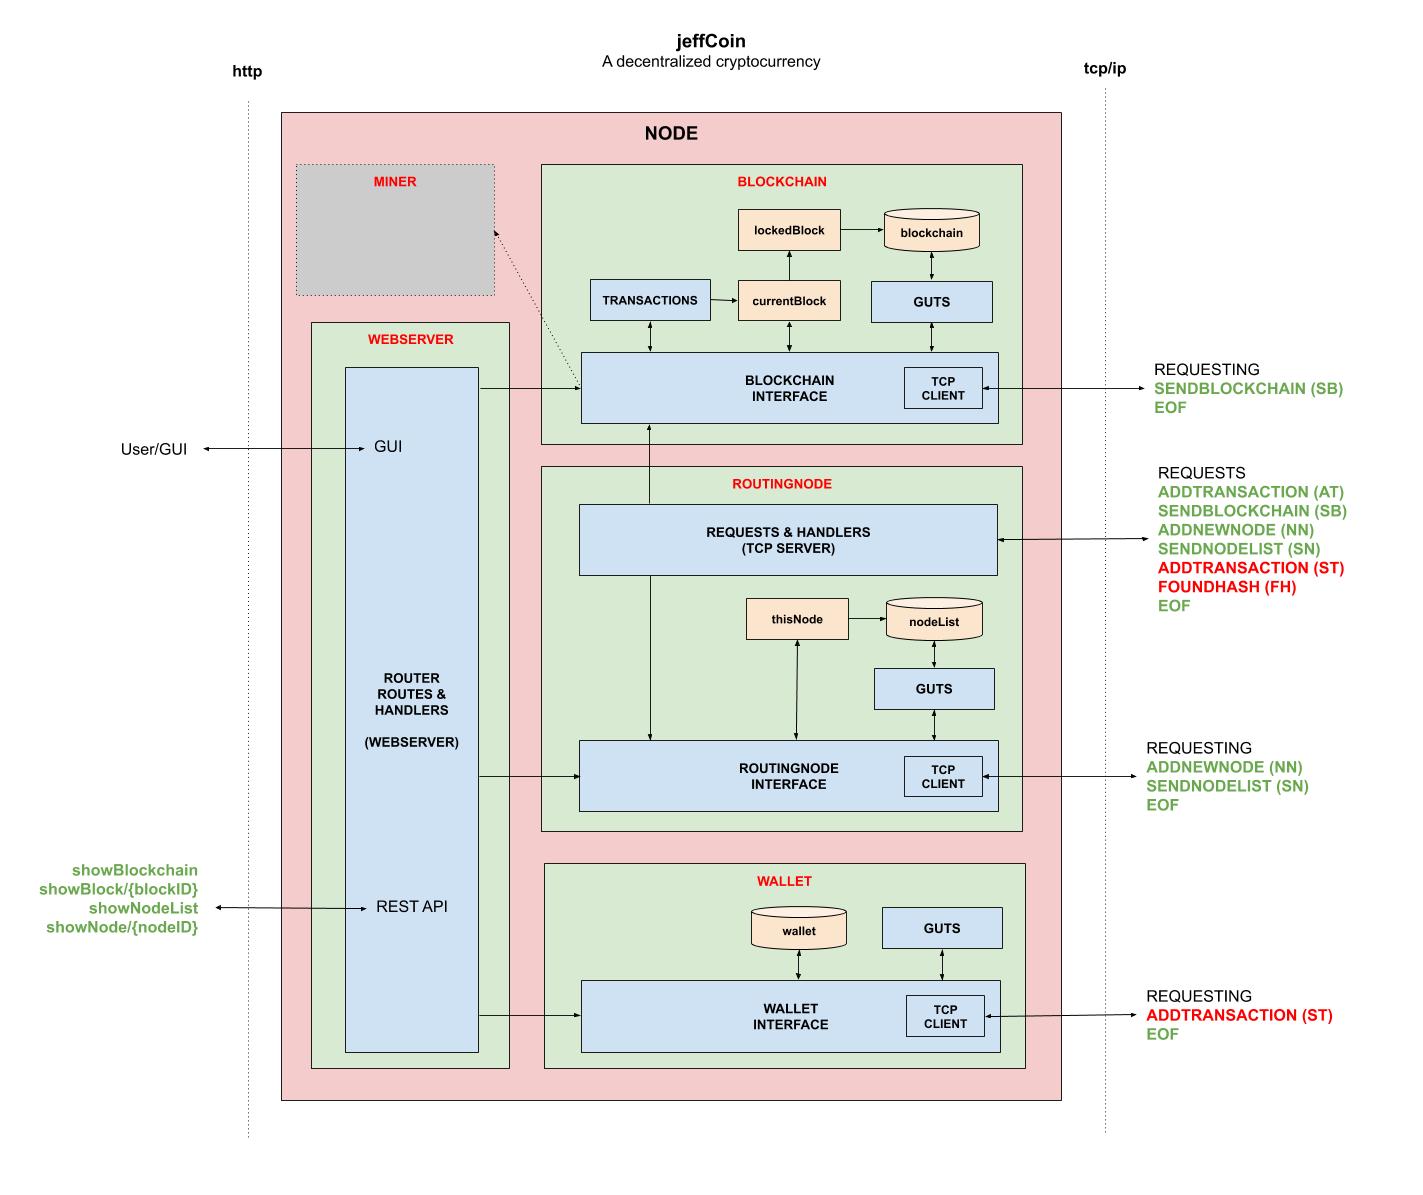 jeffCoin
A decentralized cryptocurrency
http
tcp/ip
NODE
MINER
BLOCKCHAIN
lockedBlock
blockchain
TRANSACTIONS
currentBlock
GUTS
BLOCKCHAIN
INTERFACE
TCP
CLIENT
REQUESTING
SENDBLOCKCHAIN (SB)
EOF
WEBSERVER
User/GUI
GUI
ROUTER
ROUTES &
HANDLERS
(WEBSERVER)
REST API
showBlockchain
showBlock/{blockID}
showNodeList
showNode/{nodeID}
ROUTINGNODE
REQUESTS & HANDLERS
(TCP SERVER)
REQUESTS
ADDTRANSACTION (AT)
SENDBLOCKCHAIN (SB)
ADDNEWNODE (NN)
SENDNODELIST (SN)
ADDTRANSACTION (ST)
FOUNDHASH (FH)
EOF
thisNode
nodeList
GUTS
ROUTINGNODE
INTERFACE
TCP
CLIENT
REQUESTING
ADDNEWNODE (NN)
SENDNODELIST (SN)
EOF
WALLET
wallet
GUTS
WALLET
INTERFACE
TCP
CLIENT
REQUESTING
ADDTRANSACTION (ST)
EOF